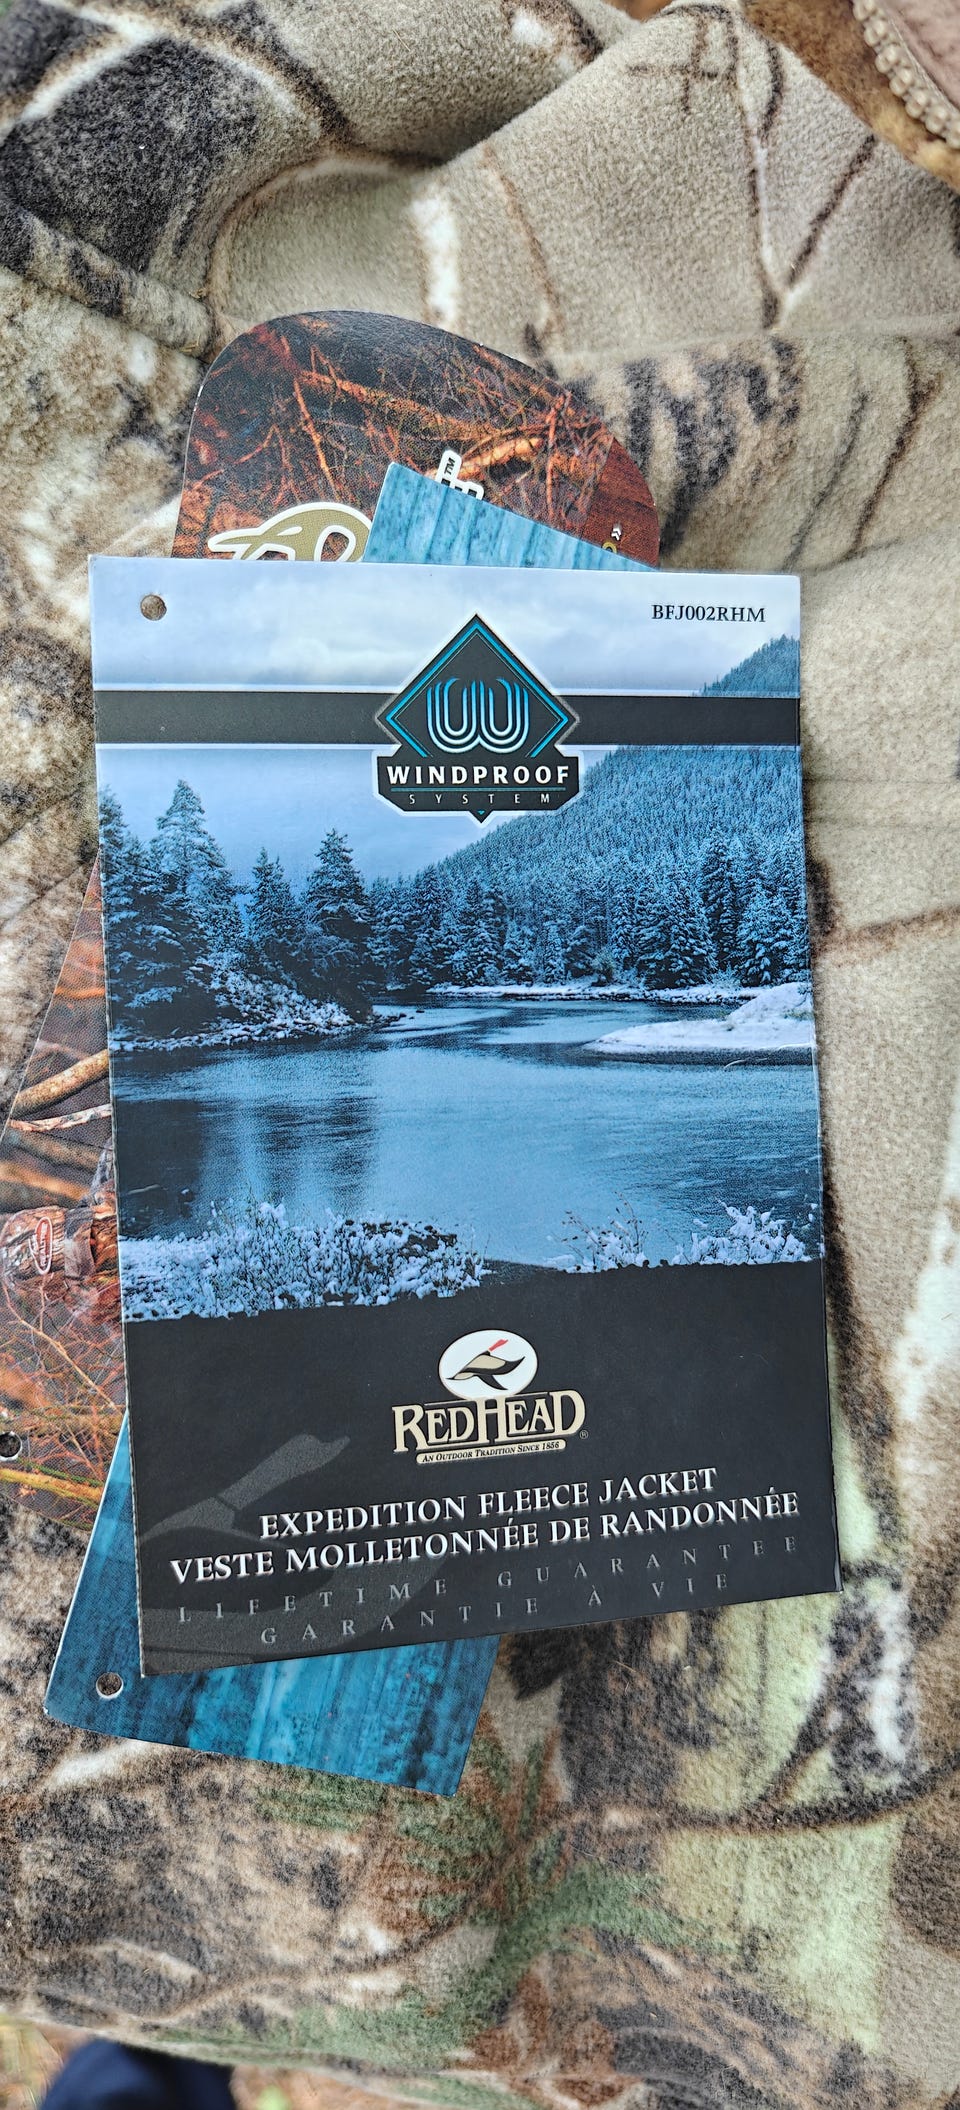 TM
BFJ002RHM
WINDPROOF
SYSTEM
REDHEAD®
AN OUTDOOR TRADITION SINCE 1856
EXPEDITION FLEECE JACKET
VESTE MOLLETONNÉE DE RANDONNÉE
LIFETIME GUARANTEE
GARANTIE À VIE